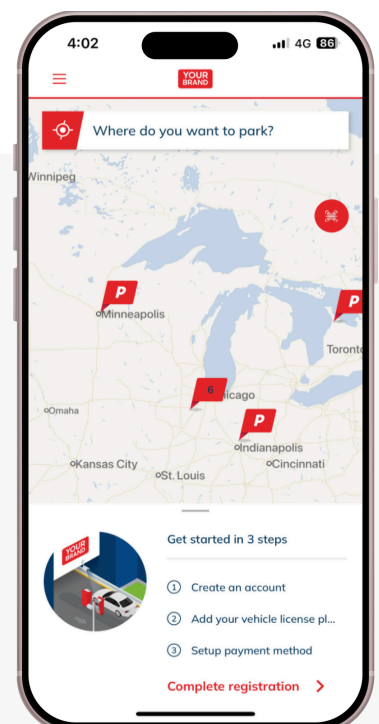 4:02
4G 86
YOUR
BRAND
Where do you want to park?
Winnipeg
P
Minneapolis
P
Toronto
6
Chicago
P
Omaha
Indianapolis
Kansas City
Cincinnati
St. Louis
YOUR
BRAND
Get started in 3 steps
1 Create an account
2 Add your vehicle license pl...
3 Setup payment method
Complete registration